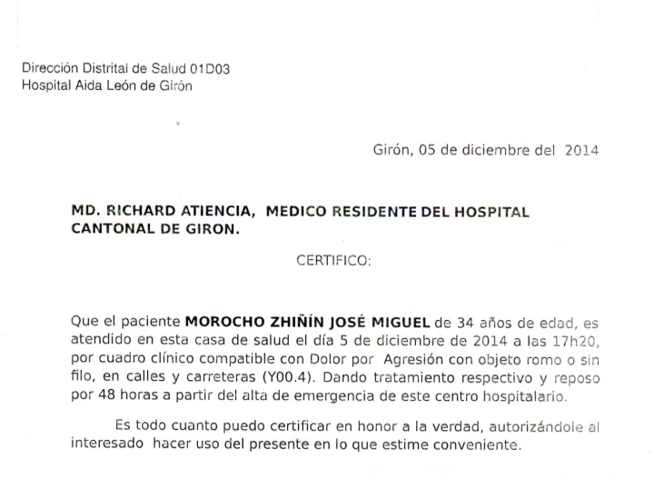 Dirección Distrital de Salud 01D03
Hospital Aida León de Girón
Girón, 05 de diciembre del 2014
MD. RICHARD ATIENCIA, MEDICO RESIDENTE DEL HOSPITAL
CANTONAL DE GIRON.
CERTIFICO:
Que el paciente MOROCHO ZHIÑÍN JOSÉ MIGUEL de 34 años de edad, es
atendido en esta casa de salud el día 5 de diciembre de 2014 a las 17h20,
por cuadro clínico compatible con Dolor por Agresión con objeto romo o sin
filo, en calles y carreteras (Y00.4). Dando tratamiento respectivo y reposo
por 48 horas a partir del alta de emergencia de este centro hospitalario.
Es todo cuanto puedo certificar en honor a la verdad, autorizándole al
interesado hacer uso del presente en lo que estime conveniente.